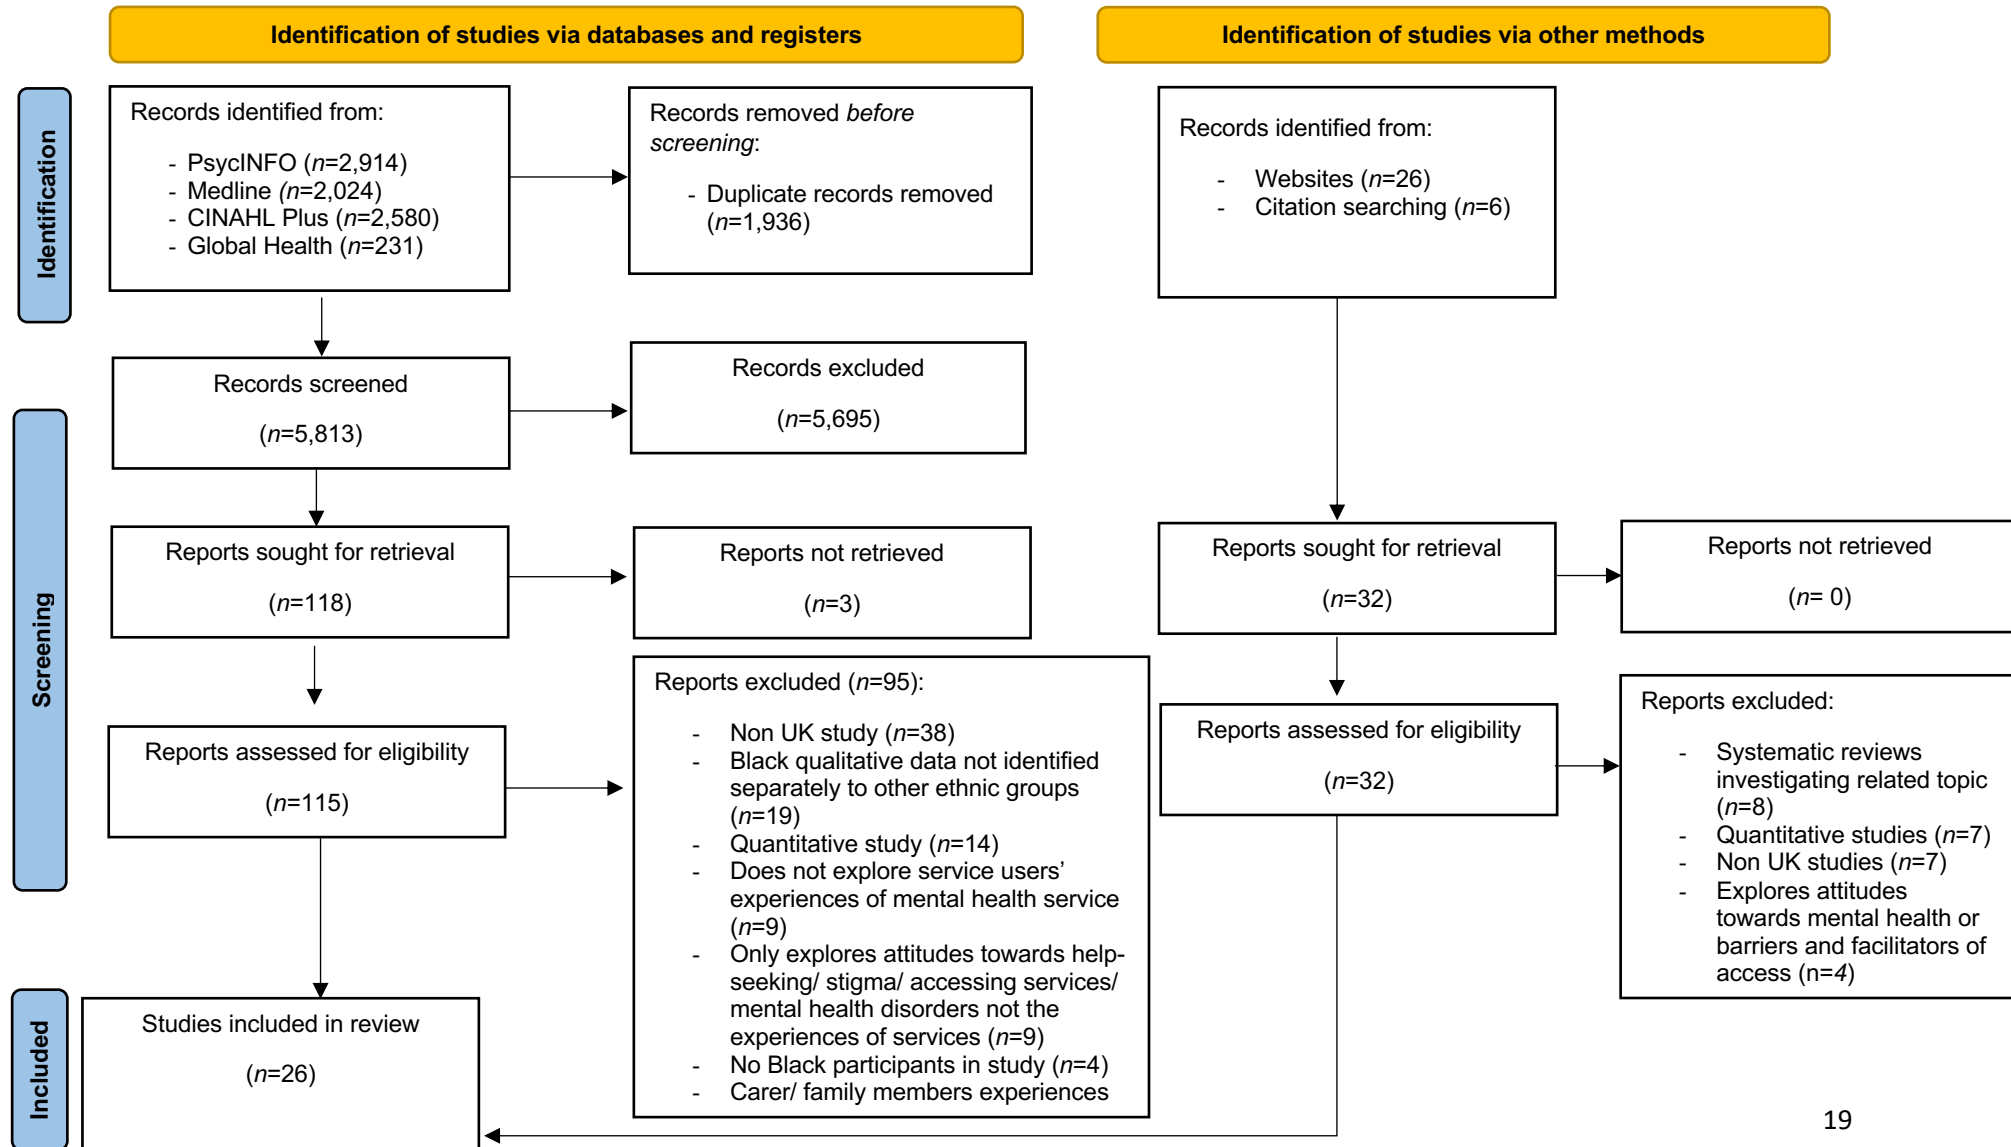 Identification of studies via databases and registers
Identification of studies via other methods
Identification
Records identified from:
- PsycINFO (n=2,914)
- Medline (n=2,024)
- CINAHL Plus (n=2,580)
- Global Health (n=231)
Records removed before
screening:
- Duplicate records removed
(n=1,936)
Records identified from:
- Websites (n=26)
- Citation searching (n=6)
Screening
Records screened
(n=5,813)
Records excluded
(n=5,695)
Reports sought for retrieval
(n=118)
Reports not retrieved
(n=3)
Reports sought for retrieval
(n=32)
Reports not retrieved
(n= 0)
Reports assessed for eligibility
(n=115)
Reports excluded (n=95):
- Non UK study (n=38)
- Black qualitative data not identified
separately to other ethnic groups
(n=19)
- Quantitative study (n=14)
- Does not explore service users’
experiences of mental health service
(n=9)
- Only explores attitudes towards help-
seeking/ stigma/ accessing services/
mental health disorders not the
experiences of services (n=9)
- No Black participants in study (n=4)
- Carer/ family members experiences
Reports assessed for eligibility
(n=32)
Reports excluded:
- Systematic reviews
investigating related topic
(n=8)
- Quantitative studies (n=7)
- Non UK studies (n=7)
- Explores attitudes
towards mental health or
barriers and facilitators of
access (n=4)
Included
Studies included in review
(n=26)
19